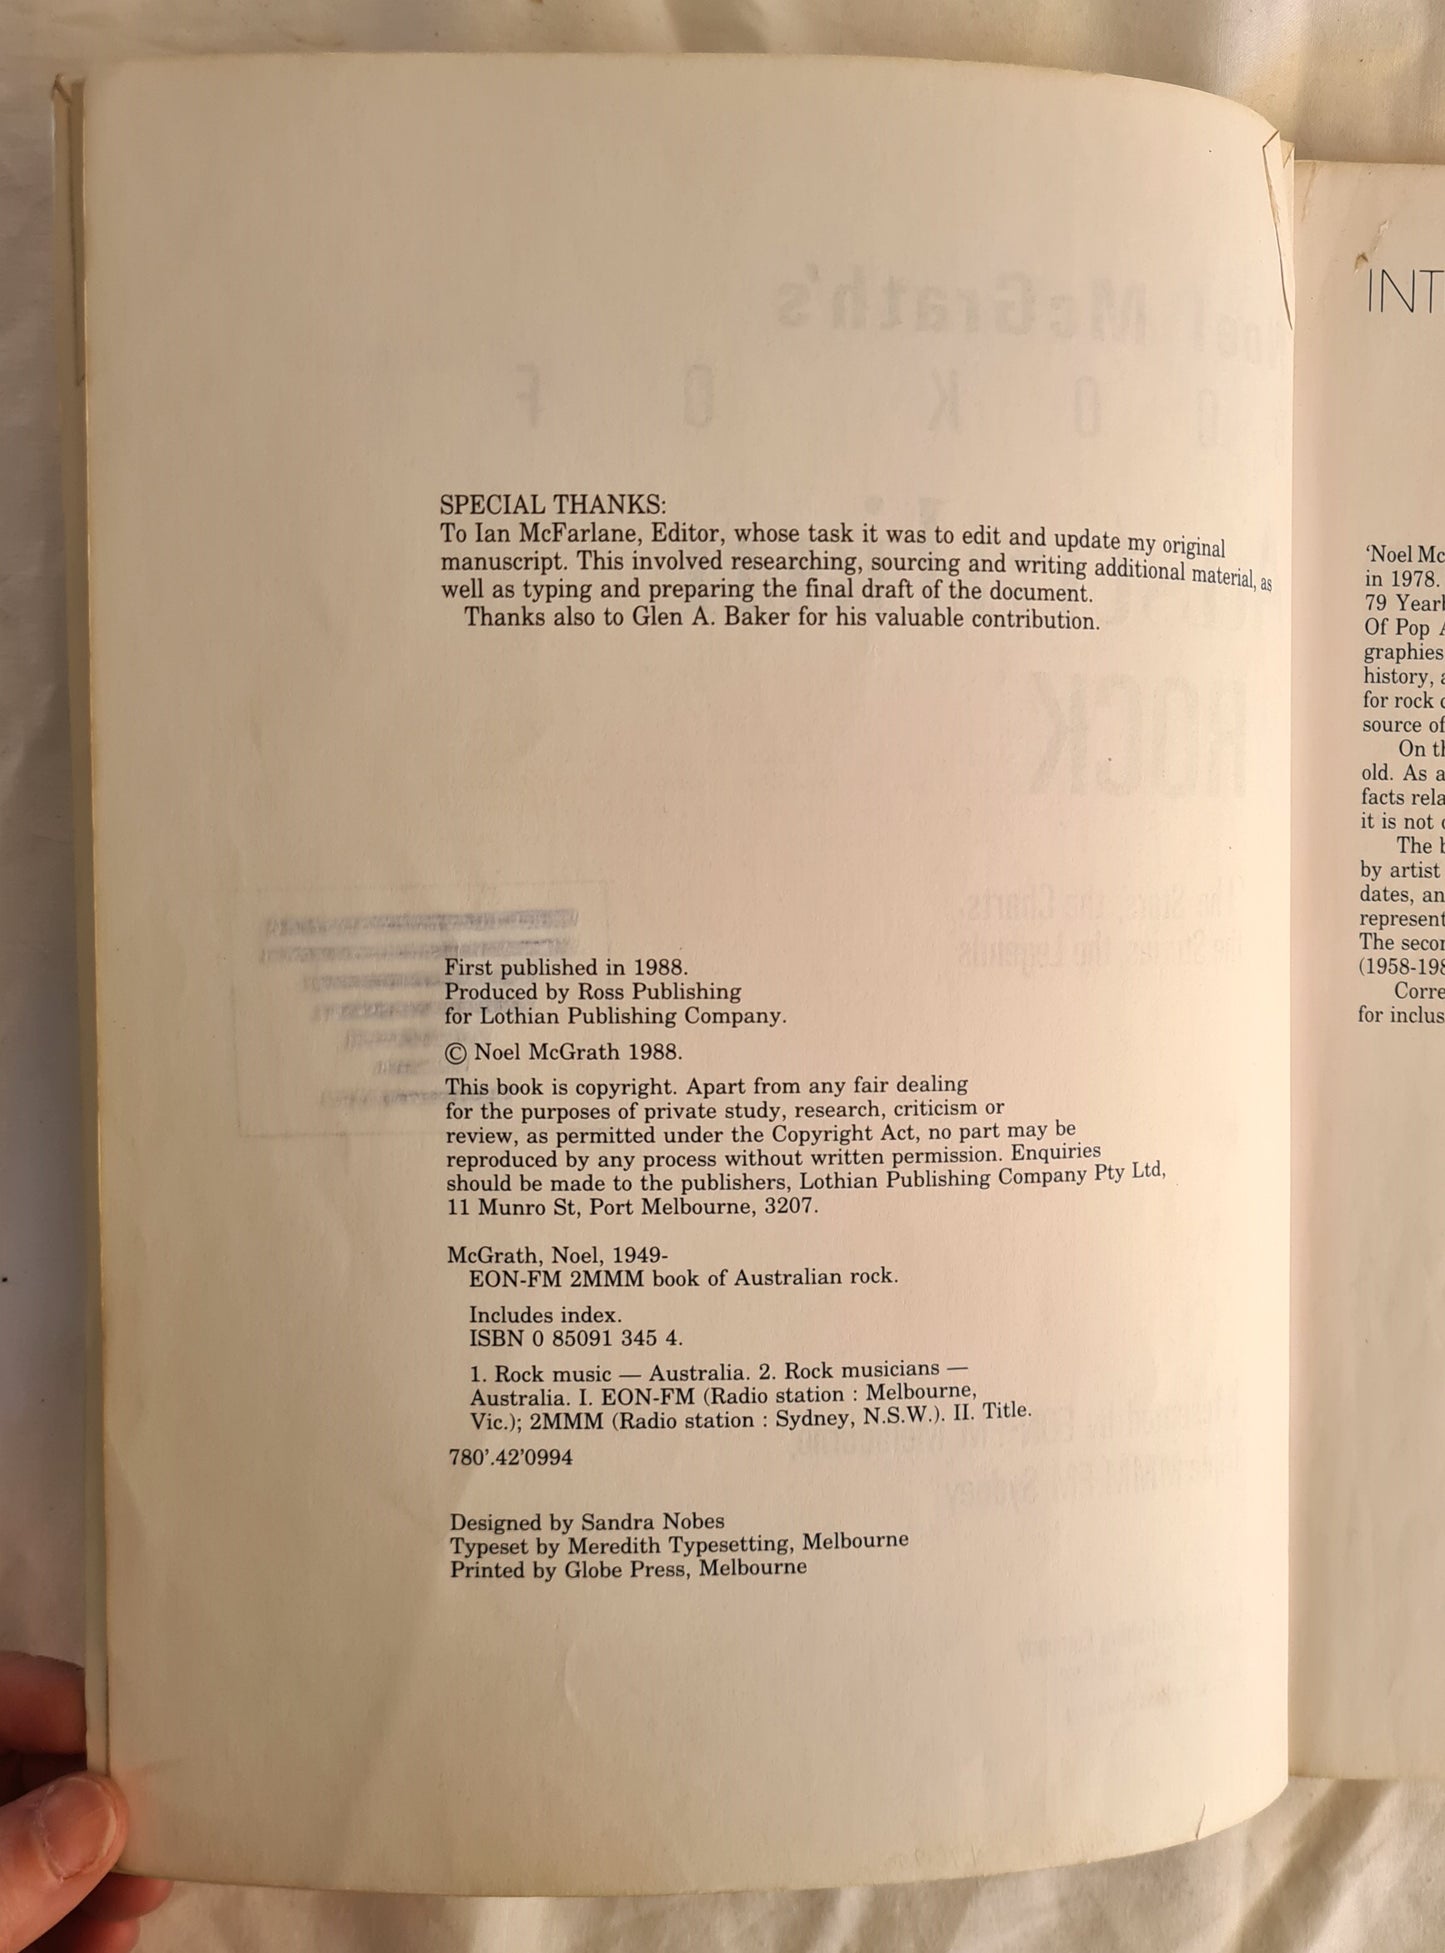 SPECIAL THANKS:
To Ian McFarlane, Editor, whose task it was to edit and update my original
manuscript. This involved researching, sourcing and writing additional material, as
well as typing and preparing the final draft of the document.
Thanks also to Glen A. Baker for his valuable contribution.
First published in 1988.
Produced by Ross Publishing
for Lothian Publishing Company.
© Noel McGrath 1988.
This book is copyright. Apart from any fair dealing
for the purposes of private study, research, criticism or
review, as permitted under the Copyright Act, no part may be
reproduced by any process without written permission. Enquiries
should be made to the publishers, Lothian Publishing Company Pty Ltd,
11 Munro St, Port Melbourne, 3207.
McGrath, Noel, 1949-
EON-FM 2MMM book of Australian rock.
Includes index.
ISBN 0 85091 345 4.
1. Rock music — Australia. 2. Rock musicians —
Australia. I. EON-FM (Radio station : Melbourne,
Vic.); 2MMM (Radio station : Sydney, N.S.W.). II. Title.
780'.42'0994
Designed by Sandra Nobes
Typeset by Meredith Typesetting, Melbourne
Printed by Globe Press, Melbourne
INT
‘Noel Mc
in 1978.
79 Year
Of Pop
graphies
history,
for rock
source of
On th
old. As a
facts rela
it is not
The b
by artist
dates, an
represent
The secon
(1958-198
Corre
for inclus